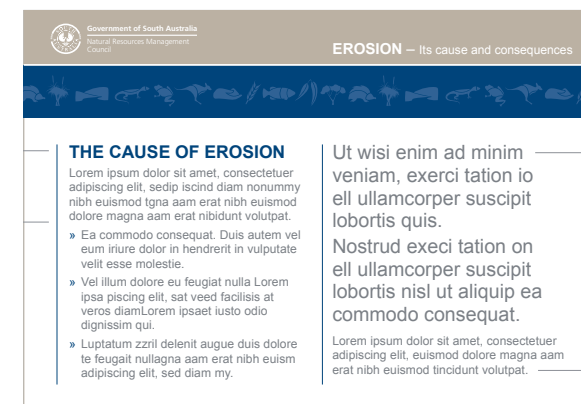 Government of South Australia
Natural Resources Management
Council
EROSION – Its cause and consequences
THE CAUSE OF EROSION
Lorem ipsum dolor sit amet, consectetuer
adipiscing elit, sedip iscind diam nonummy
nibh euismod tgna aam erat nibh euismod
dolore magna aam erat nibidunt volutpat.
» Ea commodo consequat. Duis autem vel
eum iriure dolor in hendrerit in vulputate
velit esse molestie.
» Vel illum dolore eu feugiat nulla Lorem
ipsa piscing elit, sat veed facilisis at
veros diamLorem ipsaet iusto odio
dignissim qui.
» Luptatum zzril delenit augue duis dolore
te feugait nullagna aam erat nibh euism
adipiscing elit, sed diam my.
Ut wisi enim ad minim
veniam, exerci tation io
ell ullamcorper suscipit
lobortis quis.
Nostrud execi tation on
ell ullamcorper suscipit
lobortis nisl ut aliquip ea
commodo consequat.
Lorem ipsum dolor sit amet, consectetuer
adipiscing elit, euismod dolore magna aam
erat nibh euismod tincidunt volutpat.